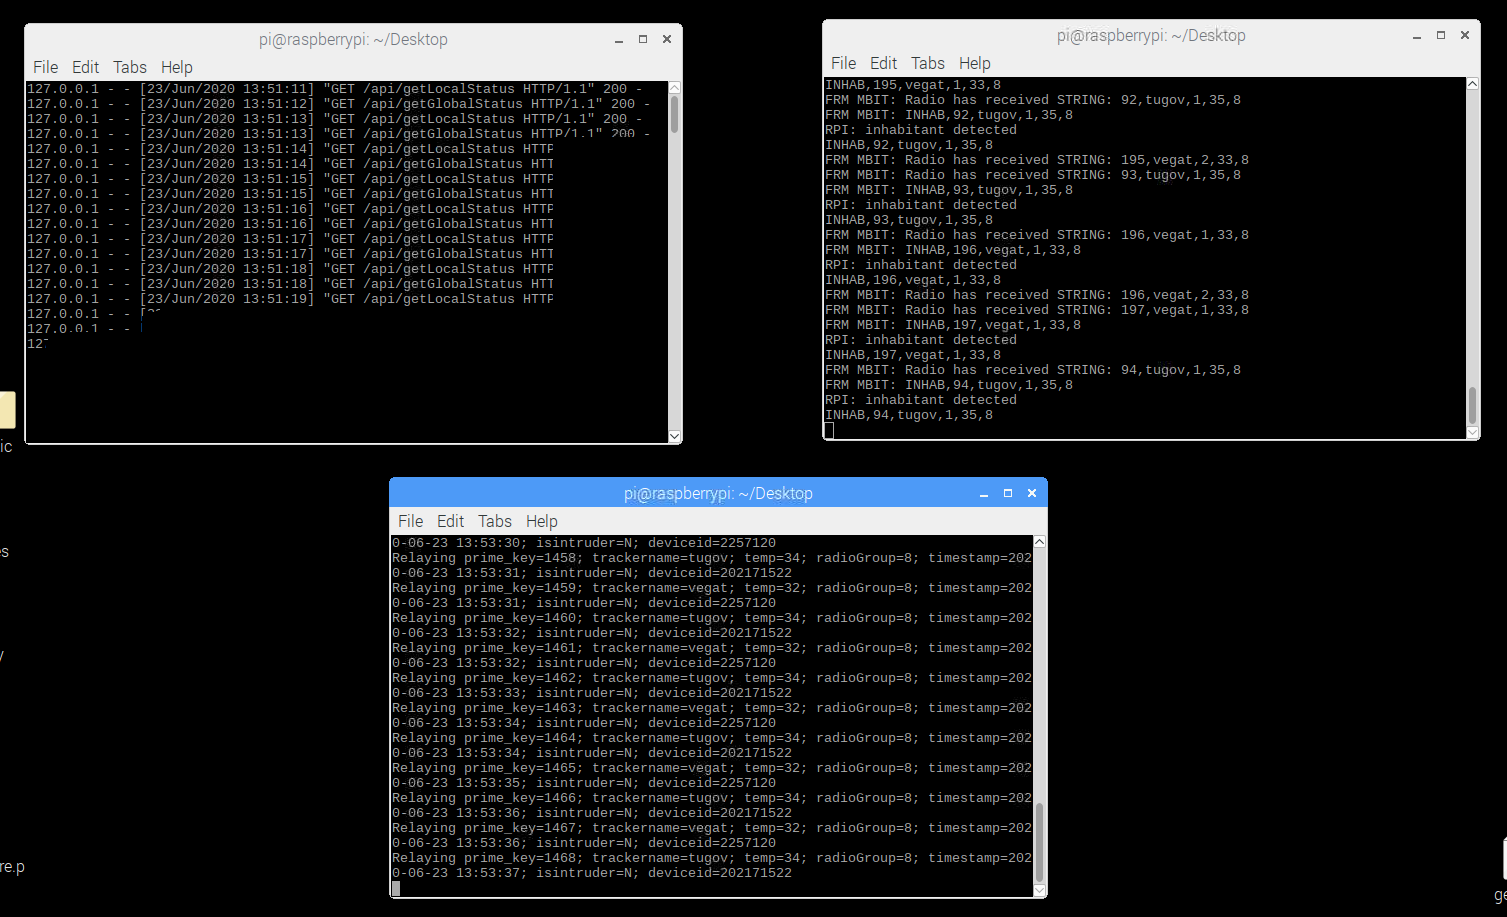 pi@raspberrypi: ~/Desktop
File Edit Tabs Help
127.0.0.1 - - [23/Jun/2020 13:51:11] "GET /api/getLocalStatus HTTP/1.1" 200 -
127.0.0.1 - - [23/Jun/2020 13:51:12] "GET /api/getGlobalStatus HTTP/1.1" 200 -
127.0.0.1 - - [23/Jun/2020 13:51:13] "GET /api/getLocalStatus HTTP/1.1" 200 -
127.0.0.1 - - [23/Jun/2020 13:51:13] "GET /api/getGlobalStatus HTTP/1.1" 200 -
127.0.0.1 - - [23/Jun/2020 13:51:14] "GET /api/getLocalStatus HTTP
127.0.0.1 - - [23/Jun/2020 13:51:14] "GET /api/getGlobalStatus HTT
127.0.0.1 - - [23/Jun/2020 13:51:15] "GET /api/getLocalStatus HTTP
127.0.0.1 - - [23/Jun/2020 13:51:15] "GET /api/getGlobalStatus HTT
127.0.0.1 - - [23/Jun/2020 13:51:16] "GET /api/getLocalStatus HTTP
127.0.0.1 - - [23/Jun/2020 13:51:16] "GET /api/getGlobalStatus HTT
127.0.0.1 - - [23/Jun/2020 13:51:17] "GET /api/getLocalStatus HTTP
127.0.0.1 - - [23/Jun/2020 13:51:17] "GET /api/getGlobalStatus HTT
127.0.0.1 - - [23/Jun/2020 13:51:18] "GET /api/getLocalStatus HTTP
127.0.0.1 - - [23/Jun/2020 13:51:18] "GET /api/getGlobalStatus HTT
127.0.0.1 - - [23/Jun/2020 13:51:19] "GET /api/getLocalStatus HTTP
127.0.0.1 - -
127.0.0.1 - -
12
pi@raspberrypi: ~/Desktop
File Edit Tabs Help
INHAB,195,vegat,1,33,8
FRM MBIT: Radio has received STRING: 92,tugov,1,35,8
FRM MBIT: INHAB,92,tugov,1,35,8
RPI: inhabitant detected
INHAB,92,tugov,1,35,8
FRM MBIT: Radio has received STRING: 195,vegat,2,33,8
FRM MBIT: Radio has received STRING: 93,tugov,1,35,8
FRM MBIT: INHAB,93,tugov,1,35,8
RPI: inhabitant detected
INHAB,93,tugov,1,35,8
FRM MBIT: Radio has received STRING: 196,vegat,1,33,8
FRM MBIT: INHAB,196,vegat,1,33,8
RPI: inhabitant detected
INHAB,196,vegat,1,33,8
FRM MBIT: Radio has received STRING: 196,vegat,2,33,8
FRM MBIT: Radio has received STRING: 197,vegat,1,33,8
FRM MBIT: INHAB,197,vegat,1,33,8
RPI: inhabitant detected
INHAB,197,vegat,1,33,8
FRM MBIT: Radio has received STRING: 94,tugov,1,35,8
FRM MBIT: INHAB,94,tugov,1,35,8
RPI: inhabitant detected
INHAB,94,tugov,1,35,8
ic
es
y
re.p
pi@raspberrypi: ~/Desktop
File Edit Tabs Help
0-06-23 13:53:30; isintruder=N; deviceid=2257120
Relaying prime_key=1458; trackername=tugov; temp=34; radioGroup=8; timestamp=202
0-06-23 13:53:31; isintruder=N; deviceid=202171522
Relaying prime_key=1459; trackername=vegat; temp=32; radioGroup=8; timestamp=202
0-06-23 13:53:31; isintruder=N; deviceid=2257120
Relaying prime_key=1460; trackername=tugov; temp=34; radioGroup=8; timestamp=202
0-06-23 13:53:32; isintruder=N; deviceid=202171522
Relaying prime_key=1461; trackername=vegat; temp=32; radioGroup=8; timestamp=202
0-06-23 13:53:32; isintruder=N; deviceid=2257120
Relaying prime_key=1462; trackername=tugov; temp=34; radioGroup=8; timestamp=202
0-06-23 13:53:33; isintruder=N; deviceid=202171522
Relaying prime_key=1463; trackername=vegat; temp=32; radioGroup=8; timestamp=202
0-06-23 13:53:34; isintruder=N; deviceid=2257120
Relaying prime_key=1464; trackername=tugov; temp=34; radioGroup=8; timestamp=202
0-06-23 13:53:34; isintruder=N; deviceid=202171522
Relaying prime_key=1465; trackername=vegat; temp=32; radioGroup=8; timestamp=202
0-06-23 13:53:35; isintruder=N; deviceid=2257120
Relaying prime_key=1466; trackername=tugov; temp=34; radioGroup=8; timestamp=202
0-06-23 13:53:36; isintruder=N; deviceid=202171522
Relaying prime_key=1467; trackername=vegat; temp=32; radioGroup=8; timestamp=202
0-06-23 13:53:36; isintruder=N; deviceid=2257120
Relaying prime_key=1468; trackername=tugov; temp=34; radioGroup=8; timestamp=202
0-06-23 13:53:37; isintruder=N; deviceid=202171522
ge